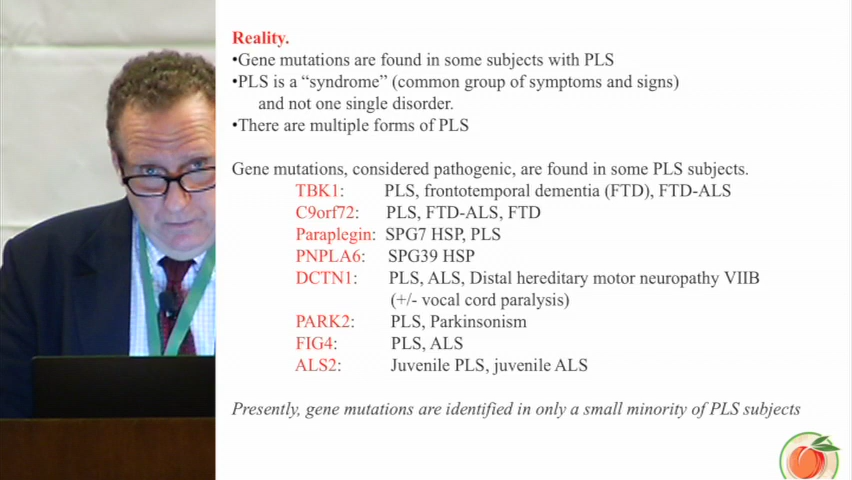 Reality.
•Gene mutations are found in some subjects with PLS
•PLS is a “syndrome” (common group of symptoms and signs)
and not one single disorder.
•There are multiple forms of PLS
Gene mutations, considered pathogenic, are found in some PLS subjects.
TBK1: PLS, frontotemporal dementia (FTD), FTD-ALS
C9orf72: PLS, FTD-ALS, FTD
Paraplegin: SPG7 HSP, PLS
PNPLA6: SPG39 HSP
DCTN1: PLS, ALS, Distal hereditary motor neuropathy VIIB
(+/- vocal cord paralysis)
PARK2: PLS, Parkinsonism
FIG4: PLS, ALS
ALS2: Juvenile PLS, juvenile ALS
Presently, gene mutations are identified in only a small minority of PLS subjects